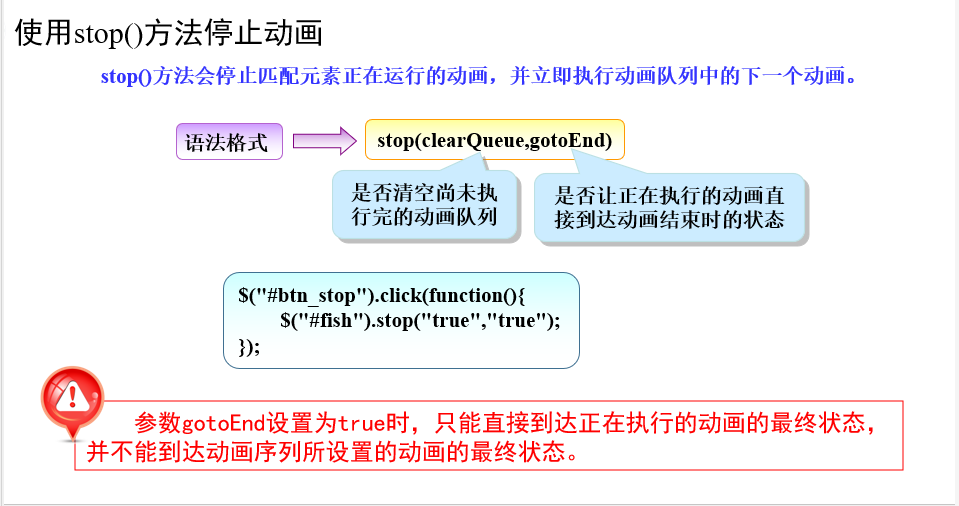 使用stop()方法停止动画
stop()方法会停止匹配元素正在运行的动画，并立即执行动画队列中的下一个动画。
语法格式
stop(clearQueue,gotoEnd)
是否清空尚未执
行完的动画队列
是否让正在执行的动画直
接到达动画结束时的状态
$("#btn_stop").click(function(){
$("#fish").stop("true","true");
});
参数gotoEnd设置为true时，只能直接到达正在执行的动画的最终状态，
并不能到达动画序列所设置的动画的最终状态。